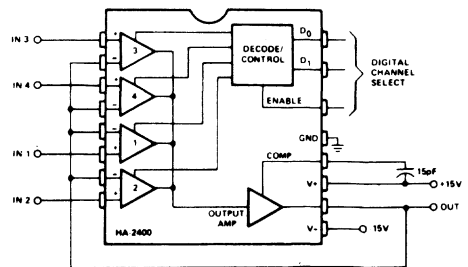 IN 3
+
3
−
DECODE/
CONTROL
D0
D1
DIGITAL
CHANNEL
SELECT
IN 4
+
4
−
ENABLE
GND
−
1
+
IN 1
COMP
15pF
−
2
+
IN 2
V+
+15V
OUTPUT
AMP
OUT
HA-2400
V-
15V